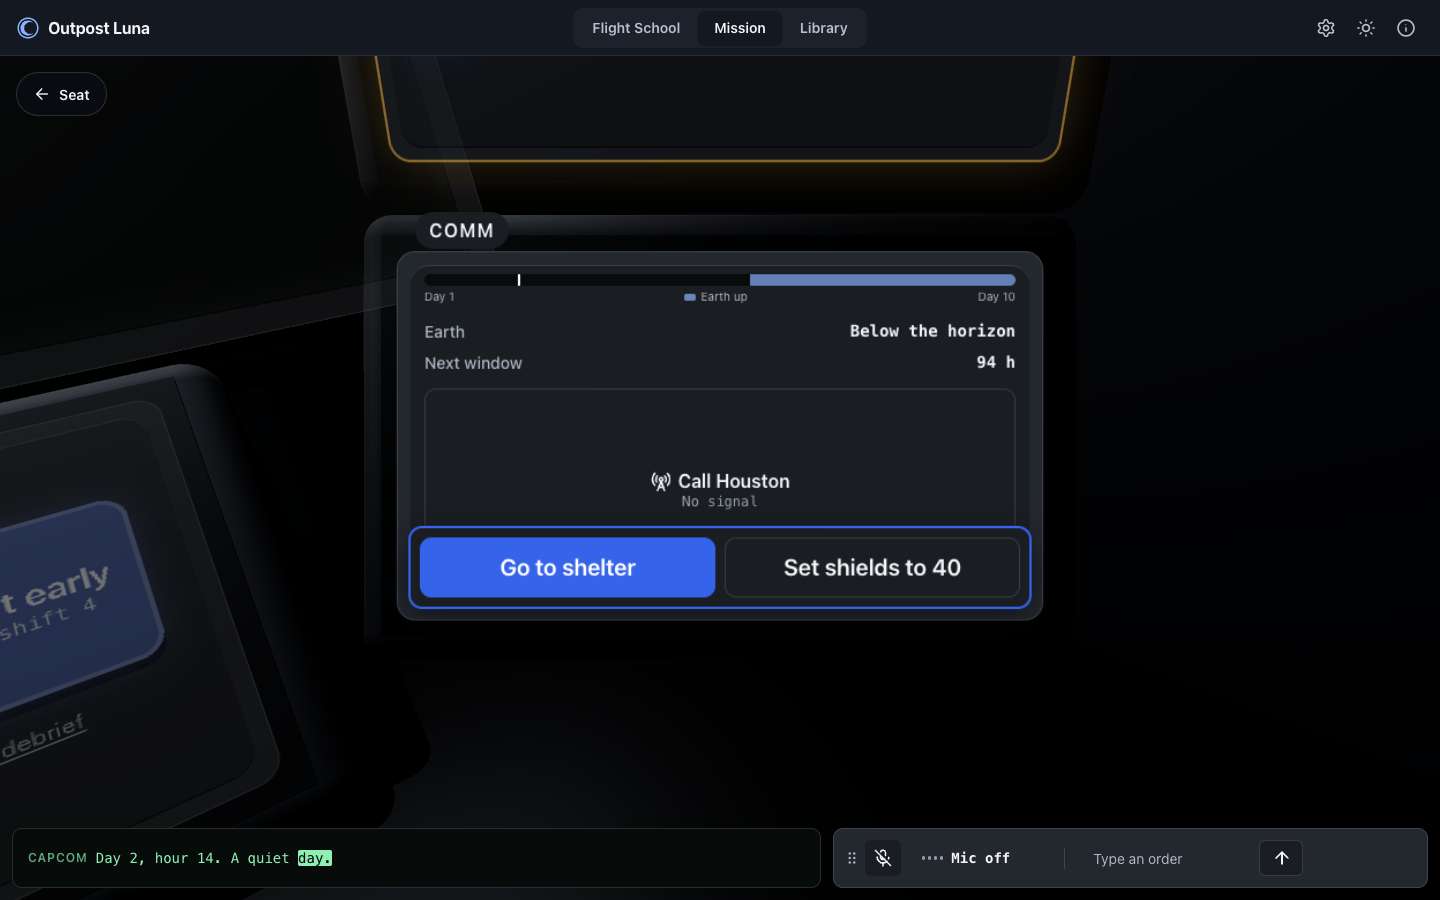 Outpost Luna
Flight School
Mission
Library
Seat
COMM
Day 1
Earth up
Day 10
Earth
Below the horizon
Next window
94 h
Call Houston
No signal
Go to shelter
Set shields to 40
t early
shift 4
debrief
CAPCOM Day 2, hour 14. A quiet day.
Mic off
Type an order